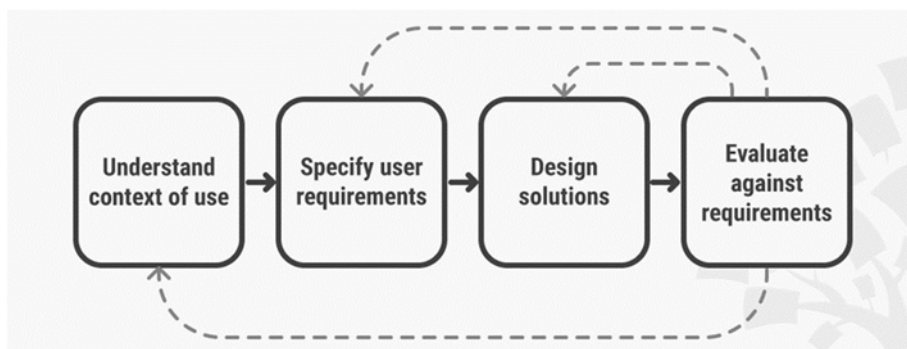 Understand
context of use
Specify user
requirements
Design
solutions
Evaluate
against
requirements